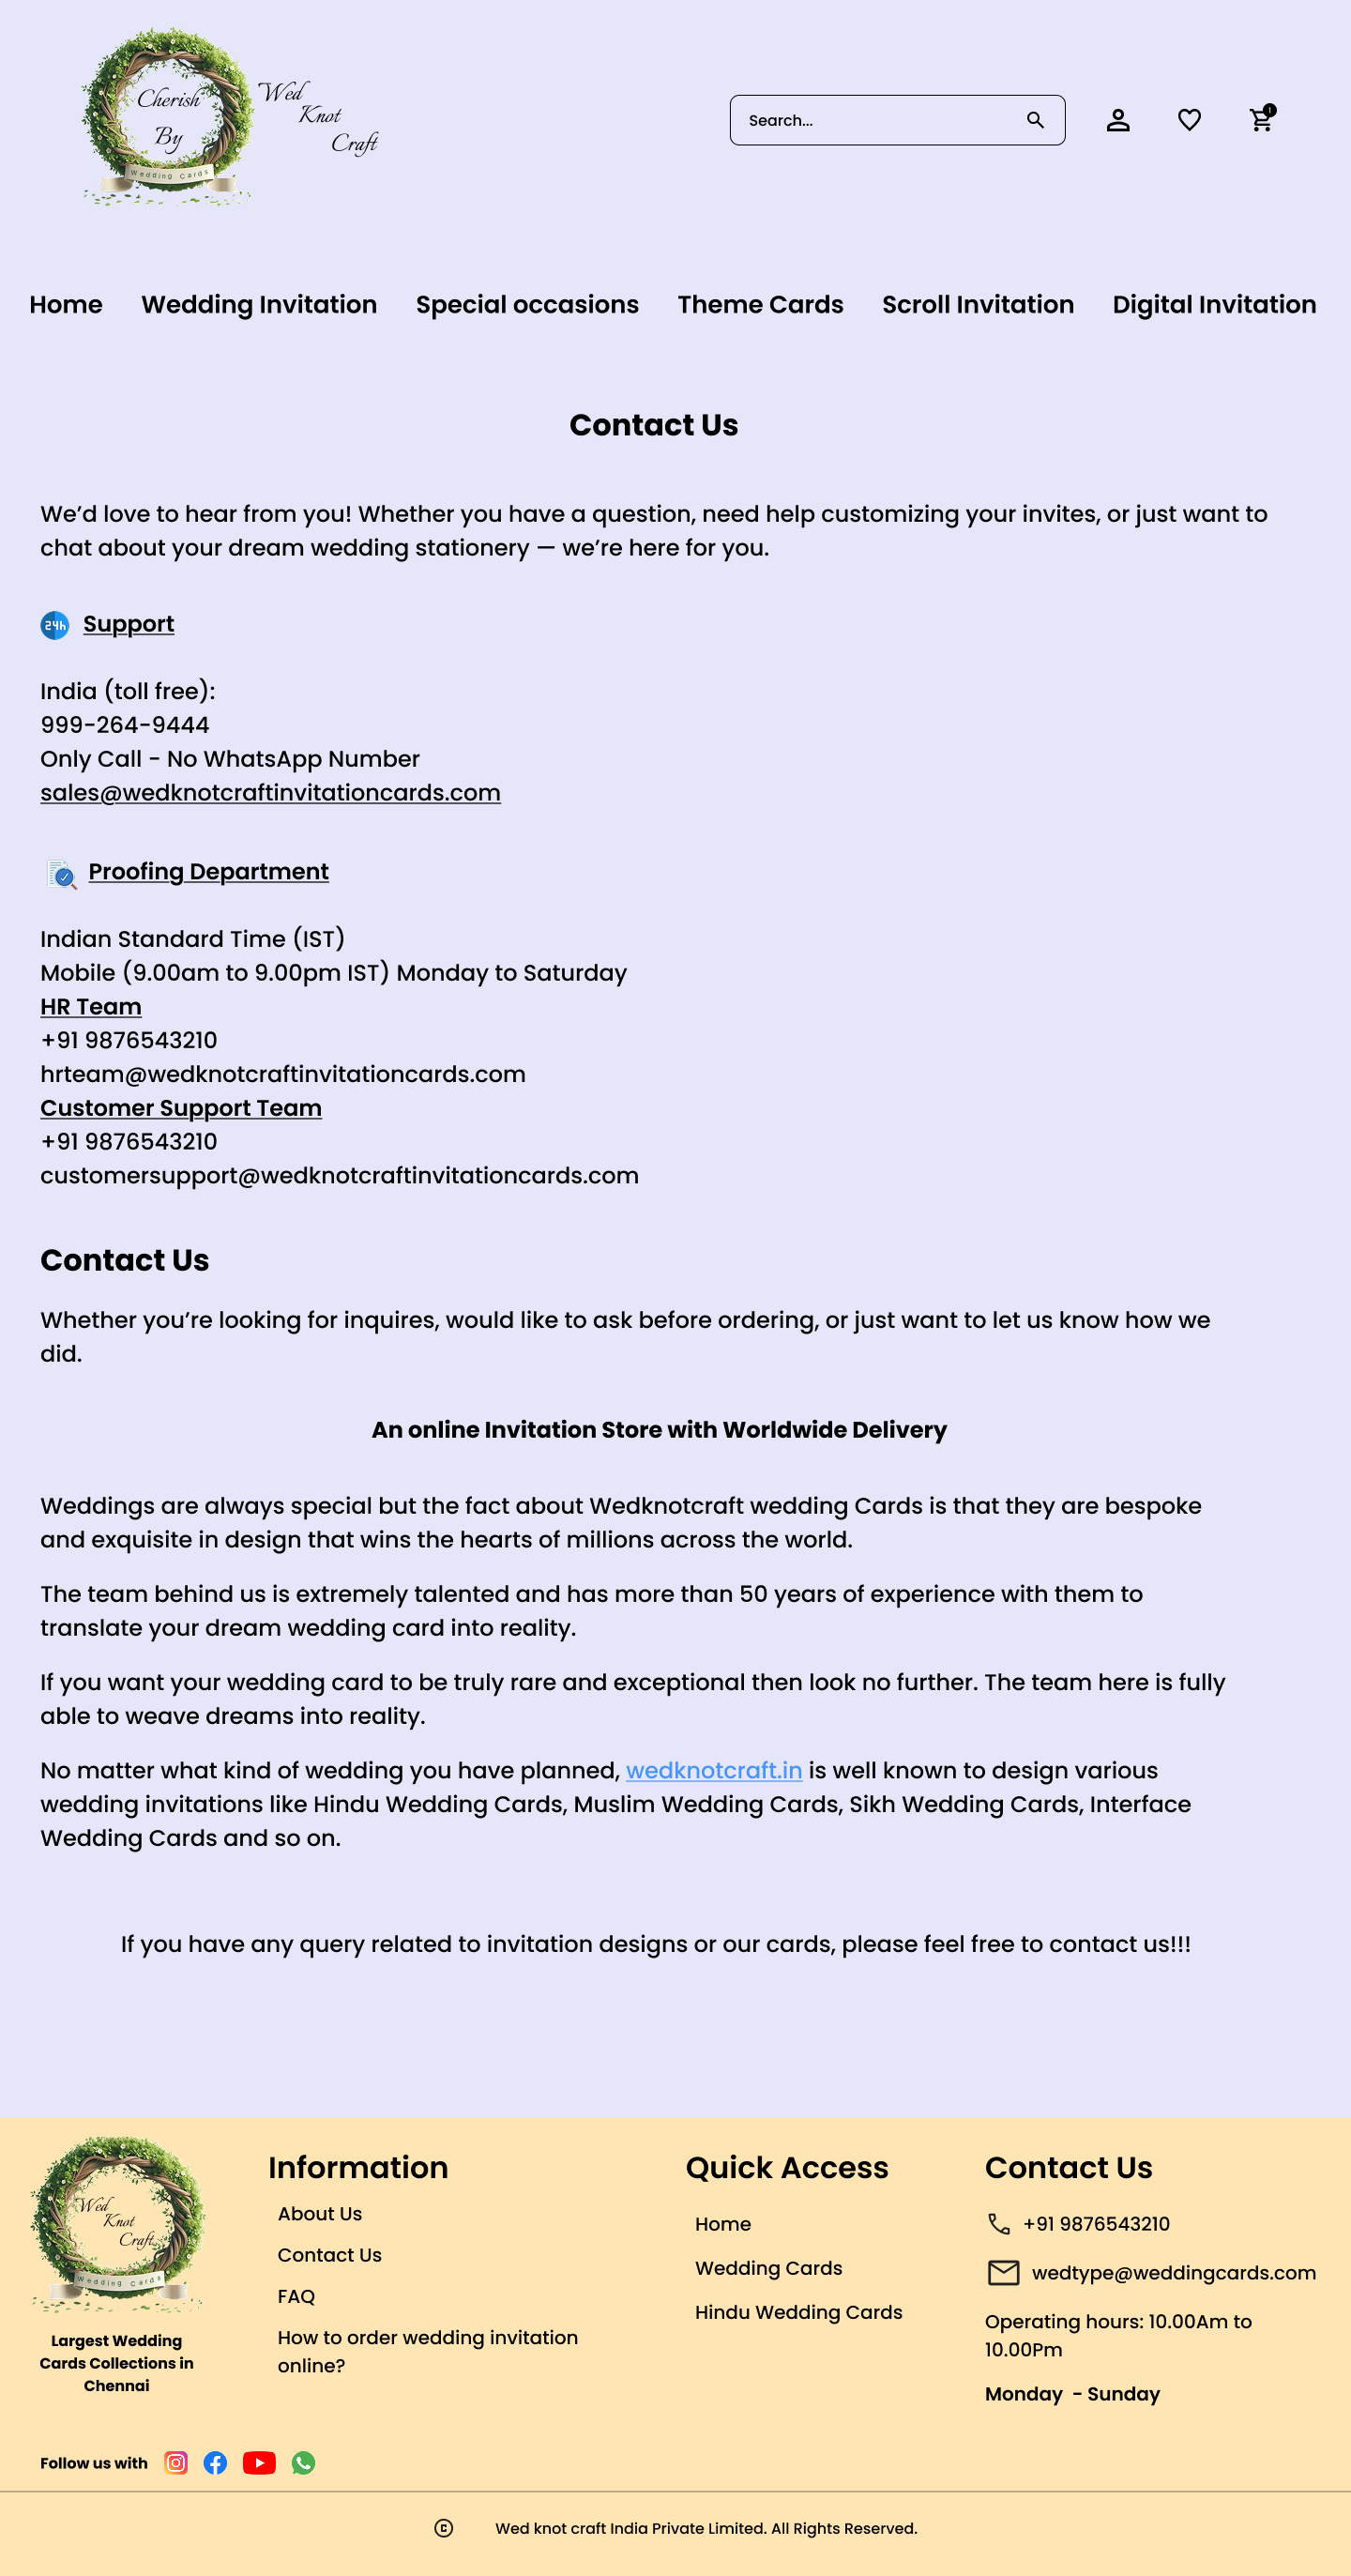 Cherish
By
Wedding Cards
Wed
Knot
Craft
Search...
1
Home Wedding Invitation Special occasions Theme Cards Scroll Invitation Digital Invitation
Contact Us
We’d love to hear from you! Whether you have a question, need help customizing your invites, or just want to
chat about your dream wedding stationery — we’re here for you.
24h Support
India (toll free):
999-264-9444
Only Call - No WhatsApp Number
sales@wedknotcraftinvitationcards.com
Proofing Department
Indian Standard Time (IST)
Mobile (9.00am to 9.00pm IST) Monday to Saturday
HR Team
+91 9876543210
hrteam@wedknotcraftinvitationcards.com
Customer Support Team
+91 9876543210
customersupport@wedknotcraftinvitationcards.com
Contact Us
Whether you’re looking for inquires, would like to ask before ordering, or just want to let us know how we
did.
An online Invitation Store with Worldwide Delivery
Weddings are always special but the fact about Wedknotcraft wedding Cards is that they are bespoke
and exquisite in design that wins the hearts of millions across the world.
The team behind us is extremely talented and has more than 50 years of experience with them to
translate your dream wedding card into reality.
If you want your wedding card to be truly rare and exceptional then look no further. The team here is fully
able to weave dreams into reality.
No matter what kind of wedding you have planned, wedknotcraft.in is well known to design various
wedding invitations like Hindu Wedding Cards, Muslim Wedding Cards, Sikh Wedding Cards, Interface
Wedding Cards and so on.
If you have any query related to invitation designs or our cards, please feel free to contact us!!!
Wed
Knot
Craft
Wedding Cards
Largest Wedding
Cards Collections in
Chennai
Information
About Us
Contact Us
FAQ
How to order wedding invitation
online?
Quick Access
Home
Wedding Cards
Hindu Wedding Cards
Contact Us
+91 9876543210
wedtype@weddingcards.com
Operating hours: 10.00Am to
10.00Pm
Monday - Sunday
Follow us with
© Wed knot craft India Private Limited. All Rights Reserved.